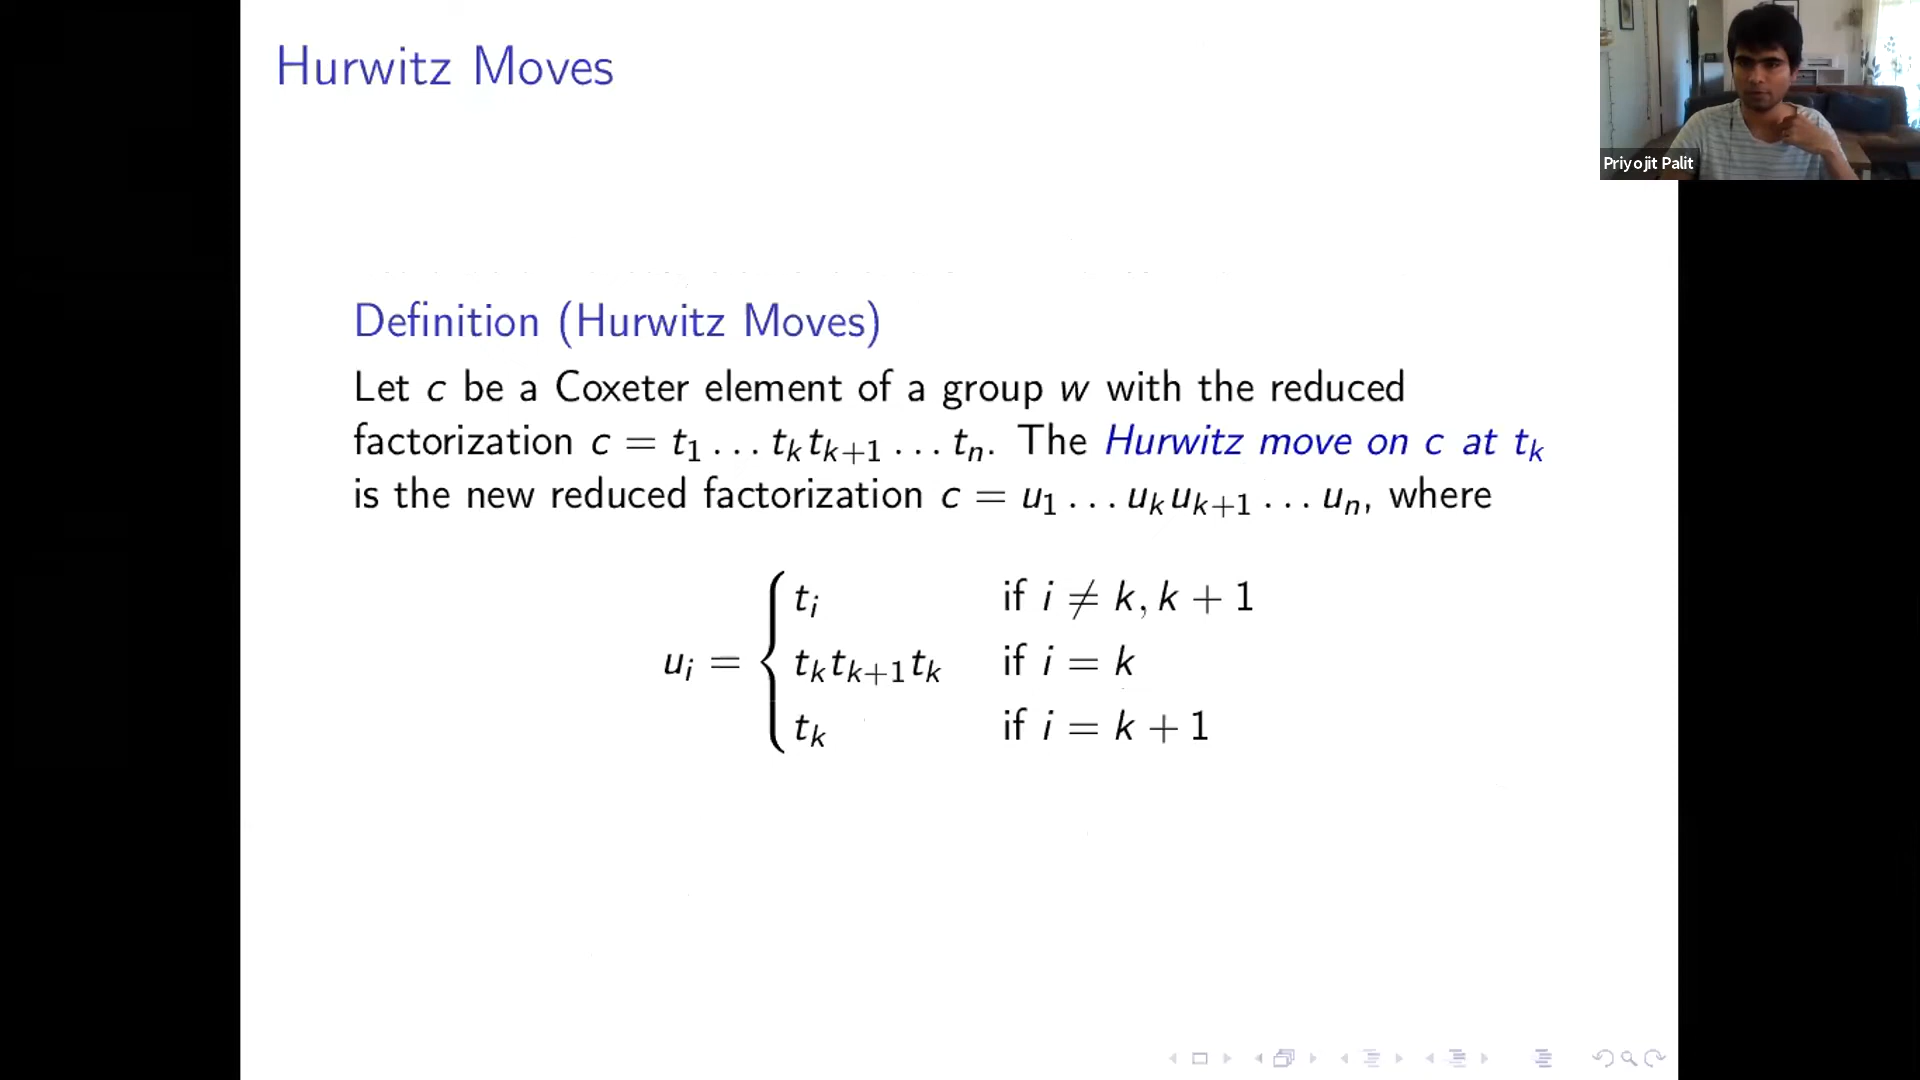 Hurwitz Moves
Priyojit Palit
Definition (Hurwitz Moves)
Let c be a Coxeter element of a group w with the reduced
factorization c = t₁ … tₖtₖ₊₁ … tₙ. The Hurwitz move on c at tₖ
is the new reduced factorization c = u₁ … uₖuₖ₊₁ … uₙ, where
uᵢ = { tᵢ if i ≠ k, k + 1
tₖtₖ₊₁tₖ if i = k
tₖ if i = k + 1